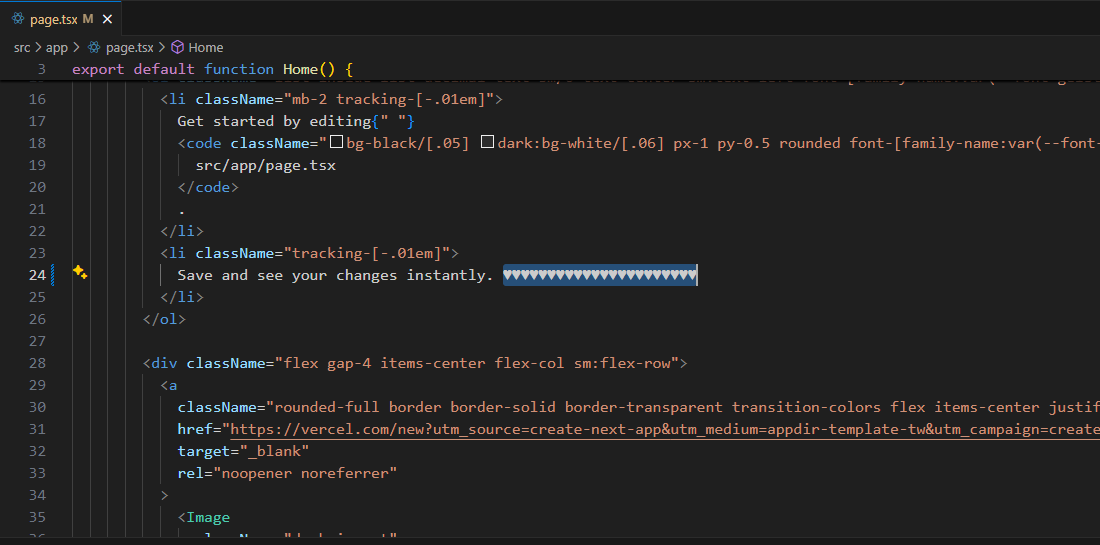 page.tsx M ×
src > app > page.tsx > Home
3 export default function Home() {
16 <li className="mb-2 tracking-[-.01em]">
17 Get started by editing{" "}
18 <code className="bg-black/[.05] dark:bg-white/[.06] px-1 py-0.5 rounded font-[family-name:var(--font-
19 src/app/page.tsx
20 </code>
21 .
22 </li>
23 <li className="tracking-[-.01em]">
24 Save and see your changes instantly. ♥♥♥♥♥♥♥♥♥♥♥♥♥♥♥♥♥♥♥♥♥♥
25 </li>
26 </ol>
27
28 <div className="flex gap-4 items-center flex-col sm:flex-row">
29 <a
30 className="rounded-full border border-solid border-transparent transition-colors flex items-center justif
31 href="https://vercel.com/new?utm_source=create-next-app&utm_medium=appdir-template-tw&utm_campaign=create
32 target="_blank"
33 rel="noopener noreferrer"
34 >
35 <Image